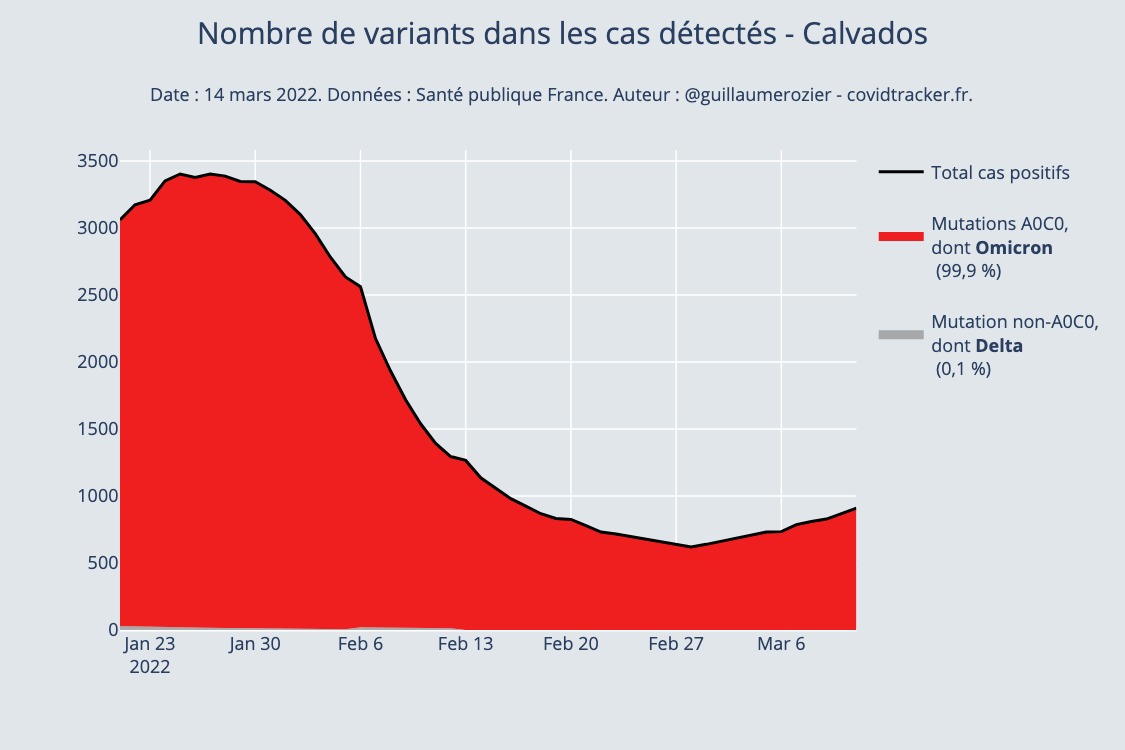 Nombre de variants dans les cas détectés - Calvados
Date : 14 mars 2022. Données : Santé publique France. Auteur : @guillaumerozier - covidtracker.fr.
3500
3000
2500
2000
1500
1000
500
0
Jan 23
2022
Jan 30
Feb 6
Feb 13
Feb 20
Feb 27
Mar 6
Total cas positifs
Mutations A0C0,
dont Omicron
(99,9 %)
Mutation non-A0C0,
dont Delta
(0,1 %)